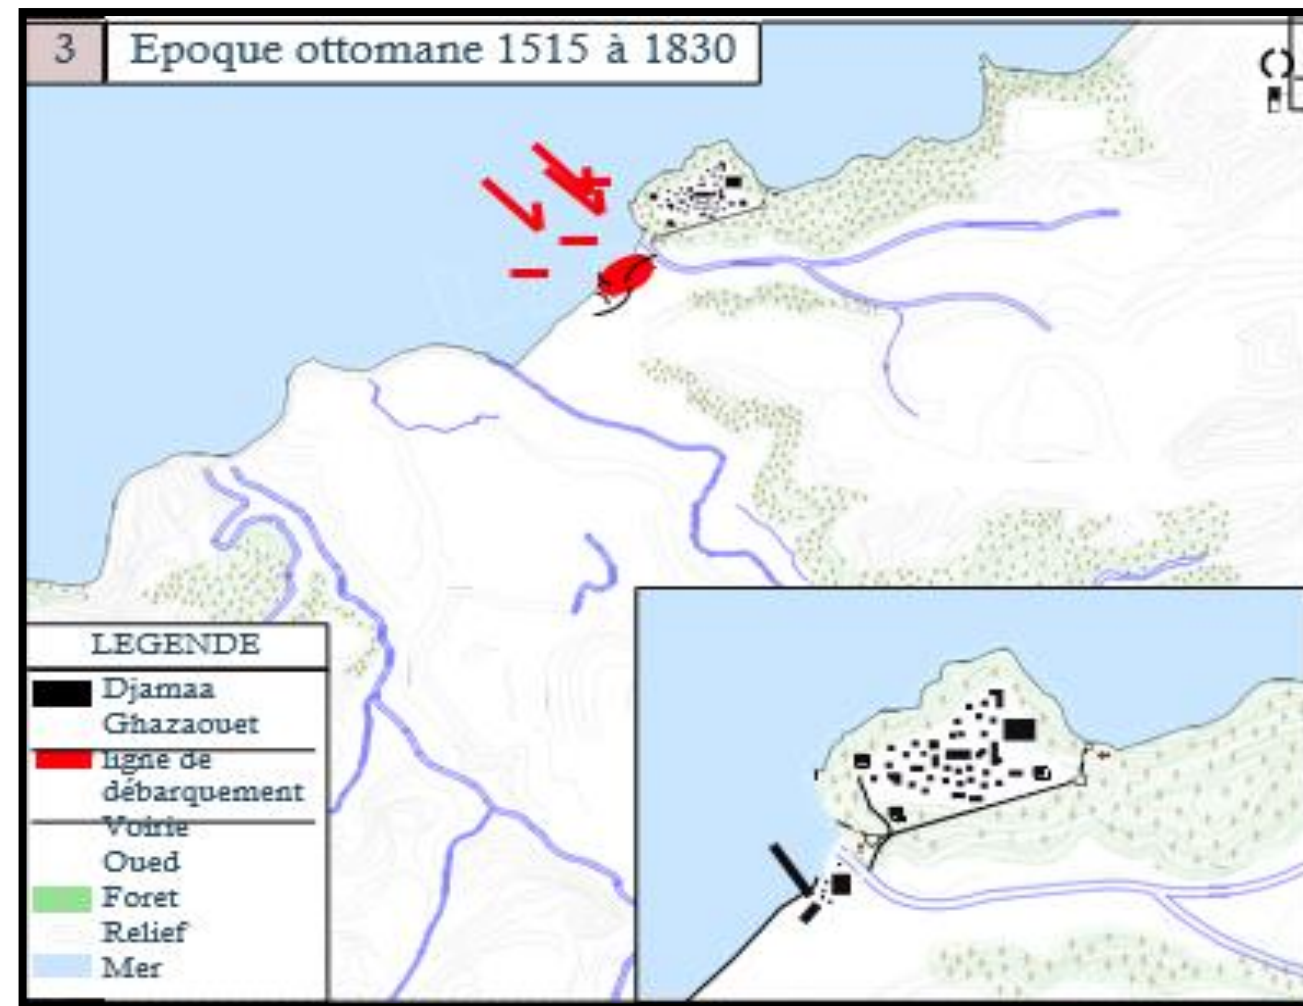 3
Epoque ottomane 1515 à 1830
LEGENDE
Djamaa
Ghazaouet
ligne de
débarquement
Voirie
Oued
Foret
Relief
Mer